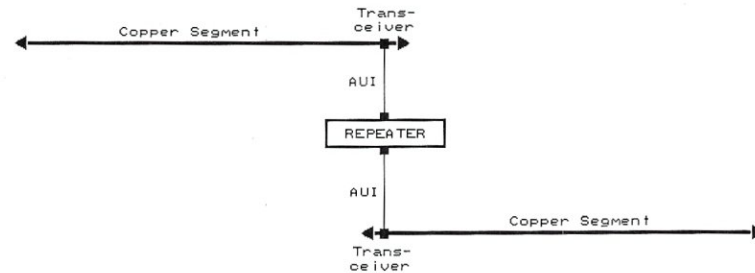 Trans-
ceiver
Copper Segment
AUI
REPEATER
AUI
Copper Segment
Trans-
ceiver